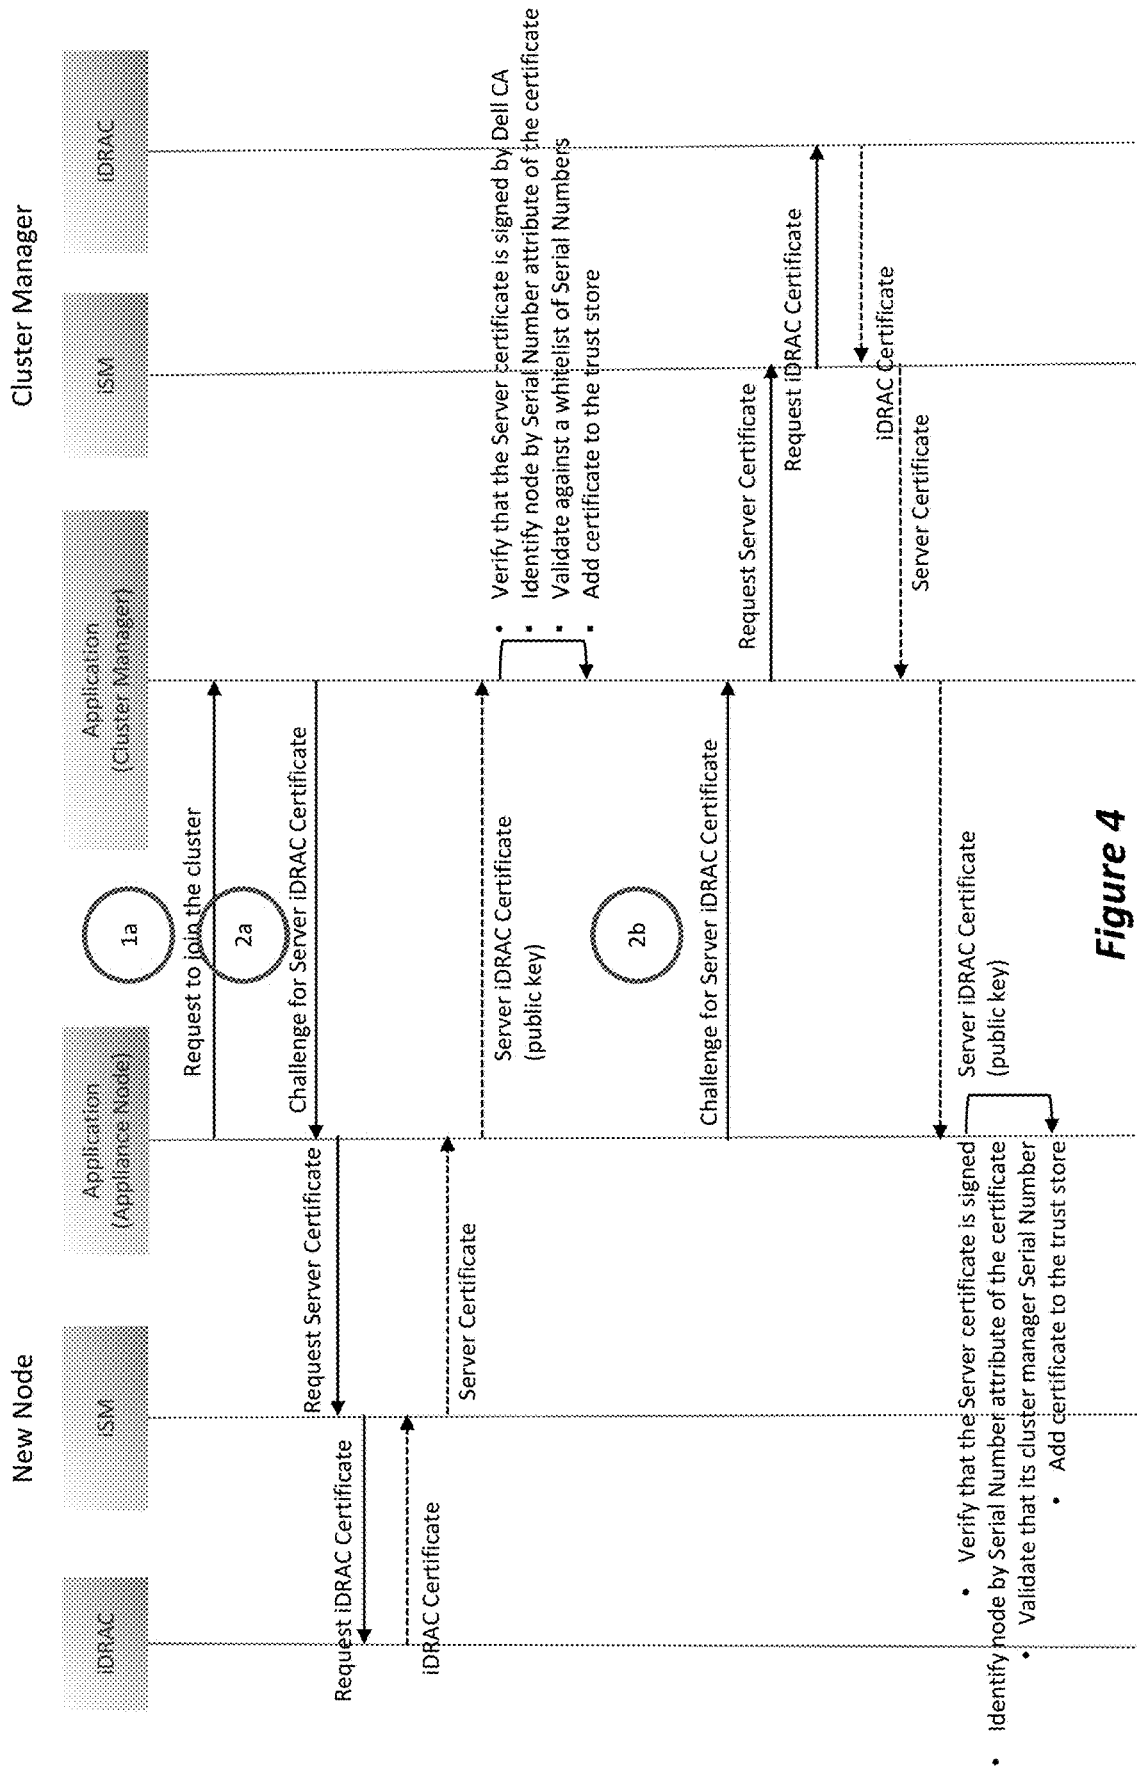 New Node
Cluster Manager
iDRAC
iSM
Application
(Appliance Node)
Application
(Cluster Manager)
iSM
iDRAC
1a
Request to join the cluster
2a
Challenge for Server iDRAC Certificate
Request Server Certificate
Request iDRAC Certificate
iDRAC Certificate
Server Certificate
Server iDRAC Certificate
(public key)
• Verify that the Server certificate is signed by Dell CA
• Identify node by Serial Number attribute of the certificate
• Validate against a whitelist of Serial Numbers
• Add certificate to the trust store
2b
Challenge for Server iDRAC Certificate
Request Server Certificate
Request iDRAC Certificate
iDRAC Certificate
Server Certificate
Server iDRAC Certificate
(public key)
• Verify that the Server certificate is signed
• Identify node by Serial Number attribute of the certificate
• Validate that its cluster manager Serial Number
• Add certificate to the trust store
Figure 4